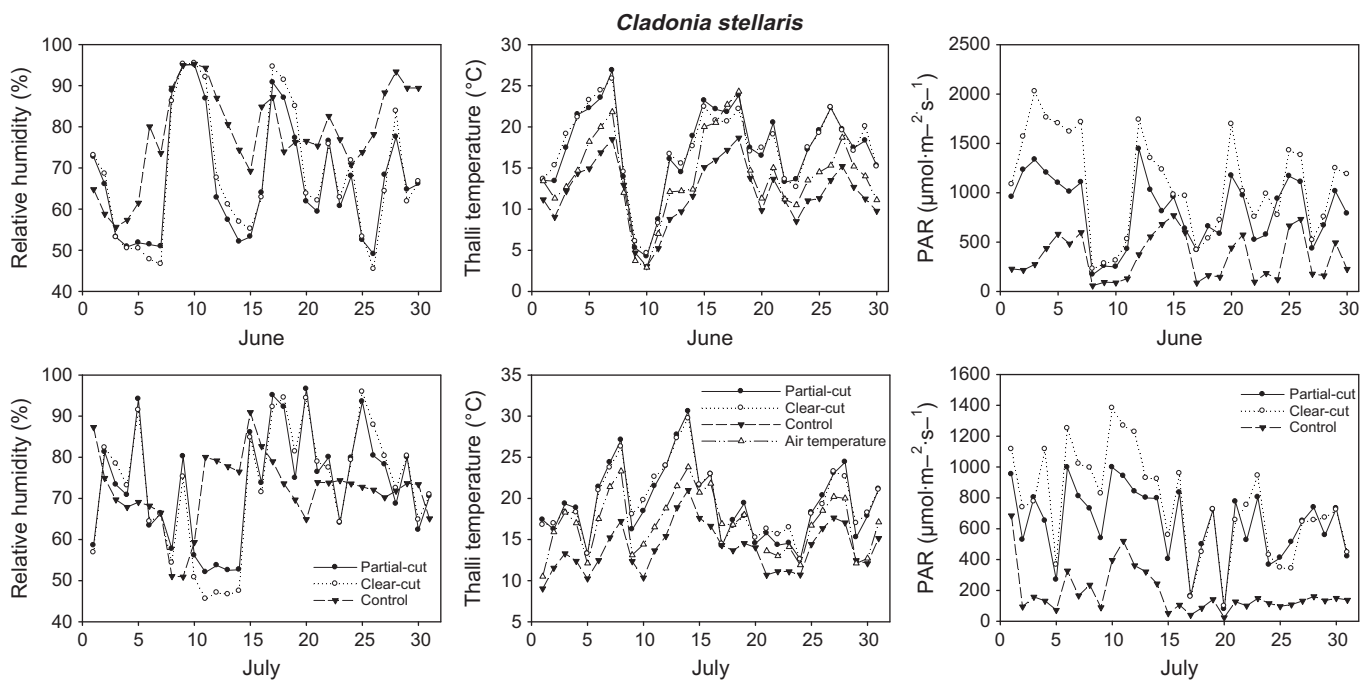 Cladonia stellaris
Relative humidity (%)
100
90
80
70
60
50
40
0 5 10 15 20 25 30
June
Thalli temperature (°C)
30
25
20
15
10
5
0
0 5 10 15 20 25 30
June
PAR (µmol·m–2·s–1)
2500
2000
1500
1000
500
0
0 5 10 15 20 25 30
June
Relative humidity (%)
100
90
80
70
60
50
40
Partial-cut
Clear-cut
Control
0 5 10 15 20 25 30
July
Thalli temperature (°C)
35
30
25
20
15
10
5
Partial-cut
Clear-cut
Control
Air temperature
0 5 10 15 20 25 30
July
PAR (µmol·m–2·s–1)
1600
1400
1200
1000
800
600
400
200
0
Partial-cut
Clear-cut
Control
0 5 10 15 20 25 30
July